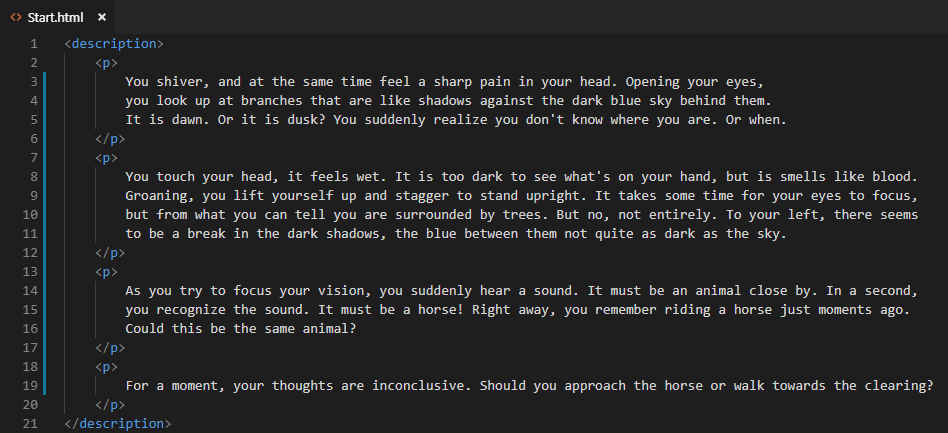 <> Start.html ×
1 <description>
2 <p>
3 You shiver, and at the same time feel a sharp pain in your head. Opening your eyes,
4 you look up at branches that are like shadows against the dark blue sky behind them.
5 It is dawn. Or it is dusk? You suddenly realize you don't know where you are. Or when.
6 </p>
7 <p>
8 You touch your head, it feels wet. It is too dark to see what's on your hand, but is smells like blood.
9 Groaning, you lift yourself up and stagger to stand upright. It takes some time for your eyes to focus,
10 but from what you can tell you are surrounded by trees. But no, not entirely. To your left, there seems
11 to be a break in the dark shadows, the blue between them not quite as dark as the sky.
12 </p>
13 <p>
14 As you try to focus your vision, you suddenly hear a sound. It must be an animal close by. In a second,
15 you recognize the sound. It must be a horse! Right away, you remember riding a horse just moments ago.
16 Could this be the same animal?
17 </p>
18 <p>
19 For a moment, your thoughts are inconclusive. Should you approach the horse or walk towards the clearing?
20 </p>
21 </description>